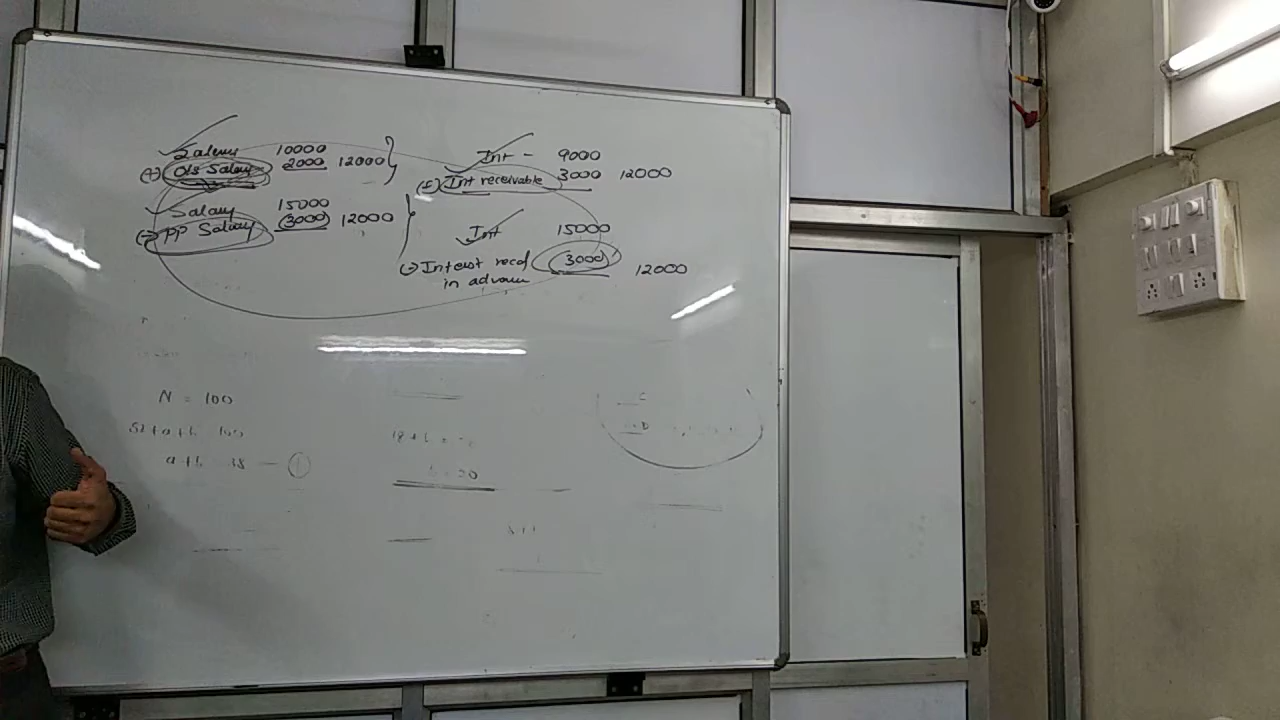 Salary 10000
(+) O/s Salary 2000 12000
Salary 15000
(-) PP Salary (3000) 12000
Int - 9000
(+) Int receivable 3000 12000
Int 15000
(-) Interest recd (3000)
in advance 12000
N = 100
a+b 38 — ①